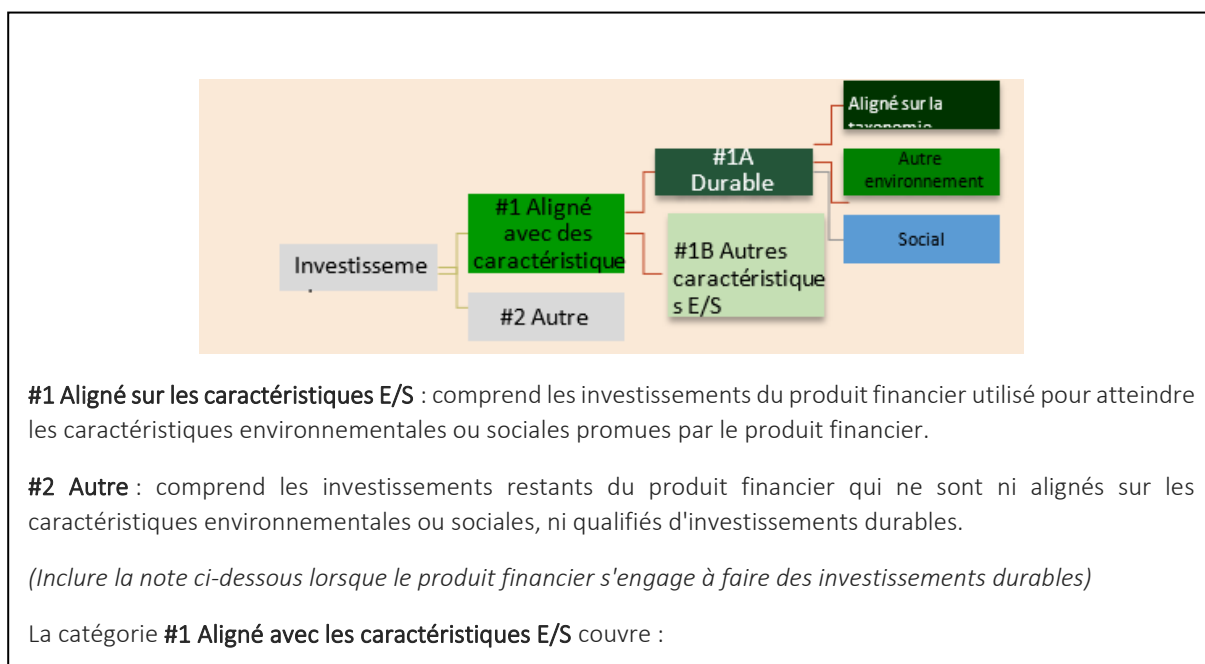 Aligné sur la
taxonomie
#1A
Durable
Autre
environnement
#1 Aligné
avec des
caractéristique
Social
#1B Autres
caractéristique
s E/S
Investisseme
#2 Autre
#1 Aligné sur les caractéristiques E/S : comprend les investissements du produit financier utilisé pour atteindre
les caractéristiques environnementales ou sociales promues par le produit financier.
#2 Autre : comprend les investissements restants du produit financier qui ne sont ni alignés sur les
caractéristiques environnementales ou sociales, ni qualifiés d'investissements durables.
(Inclure la note ci-dessous lorsque le produit financier s'engage à faire des investissements durables)
La catégorie #1 Aligné avec les caractéristiques E/S couvre :